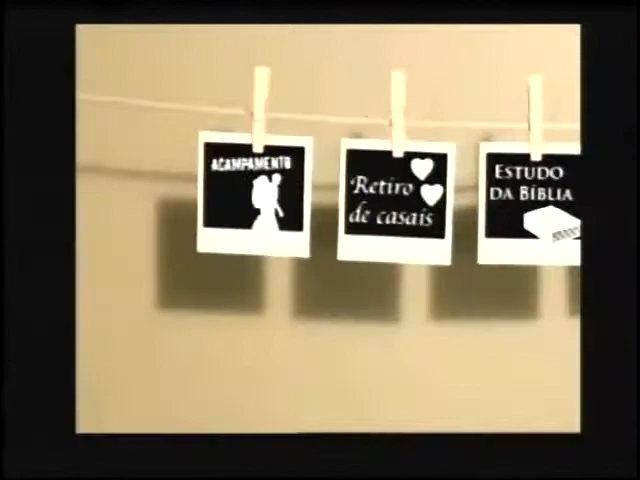 ACAMPAMENTO
Retiro
de casais
ESTUDO
DA BÍBLIA